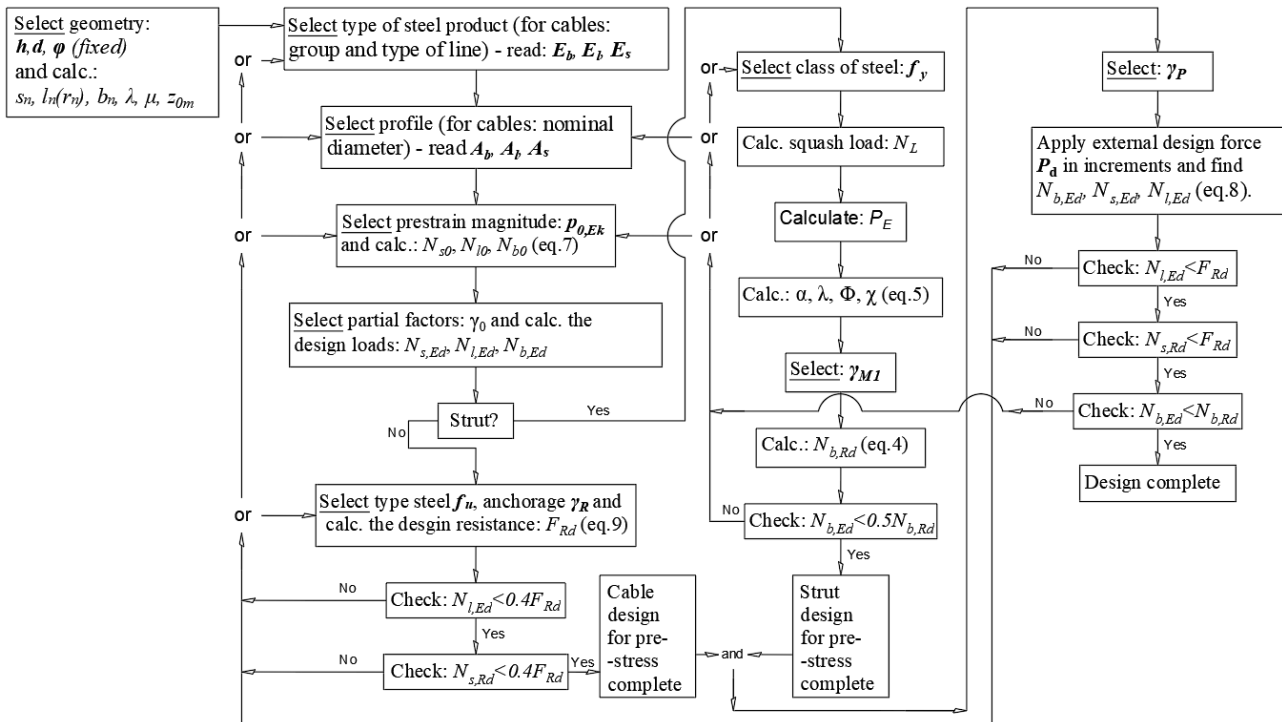 Select geometry:
h, d, φ (fixed)
and calc.:
sn, ln(rn), bn, λ, μ, z0m
or
or
or
or
Select type of steel product (for cables:
group and type of line) - read: Eb, El, Es
Select profile (for cables: nominal
diameter) - read Ab, Al, As
Select prestrain magnitude: p0,Ek
and calc.: Ns0, Nl0, Nb0 (eq.7)
Select partial factors: γ0 and calc. the
design loads: Ns,Ed, Nl,Ed, Nb,Ed
Strut?
Yes
No
Select type steel fu, anchorage γR and
calc. the desgin resistance: FRd (eq.9)
No
Check: Nl,Ed<0.4FRd
Yes
No
Check: Ns,Rd<0.4FRd
Yes
Cable
design
for pre-
-stress
complete
and
or
or
or
Select class of steel: fy
Calc. squash load: NL
Calculate: PE
Calc.: α, λ, Φ, χ (eq.5)
Select: γM1
Calc.: Nb,Rd (eq.4)
No
Check: Nb,Ed<0.5Nb,Rd
Yes
Strut
design
for pre-
-stress
complete
Select: γP
Apply external design force
Pd in increments and find
Nb,Ed, Ns,Ed, Nl,Ed (eq.8).
No
Check: Nl,Ed<FRd
Yes
No
Check: Ns,Rd<FRd
Yes
No
Check: Nb,Ed<Nb,Rd
Yes
Design complete